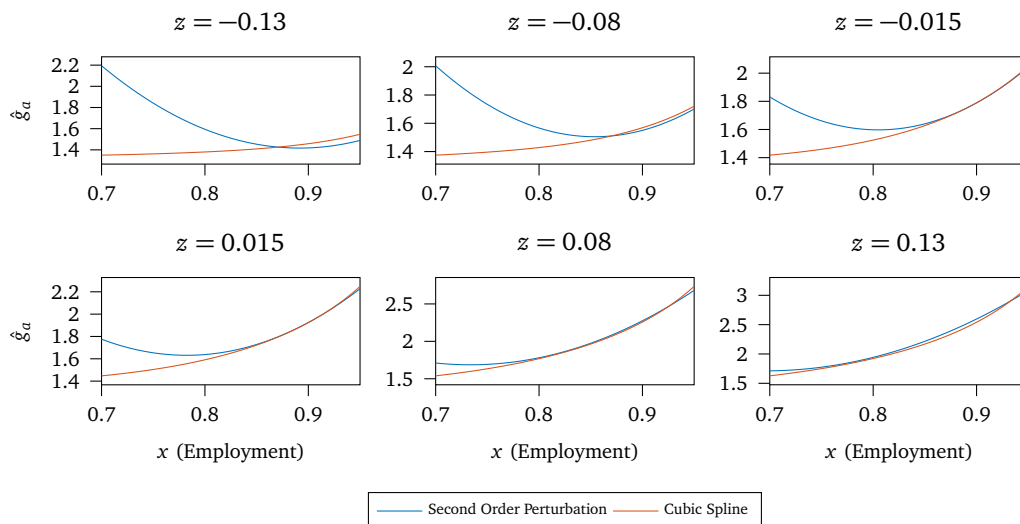 z = −0.13
z = −0.08
z = −0.015
ĝₐ
2.2
2
1.8
1.6
1.4
0.7 0.8 0.9
2
1.8
1.6
1.4
0.7 0.8 0.9
2
1.8
1.6
1.4
0.7 0.8 0.9
z = 0.015
z = 0.08
z = 0.13
ĝₐ
2.2
2
1.8
1.6
1.4
0.7 0.8 0.9
x (Employment)
2.5
2
1.5
0.7 0.8 0.9
x (Employment)
3
2.5
2
1.5
0.7 0.8 0.9
x (Employment)
Second Order Perturbation Cubic Spline